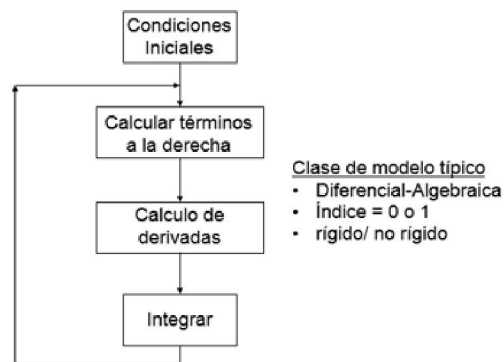 Condiciones
Iniciales
Calcular términos
a la derecha
Calculo de
derivadas
Integrar
Clase de modelo típico
• Diferencial-Algebraica
• Índice = 0 o 1
• rígido/ no rígido